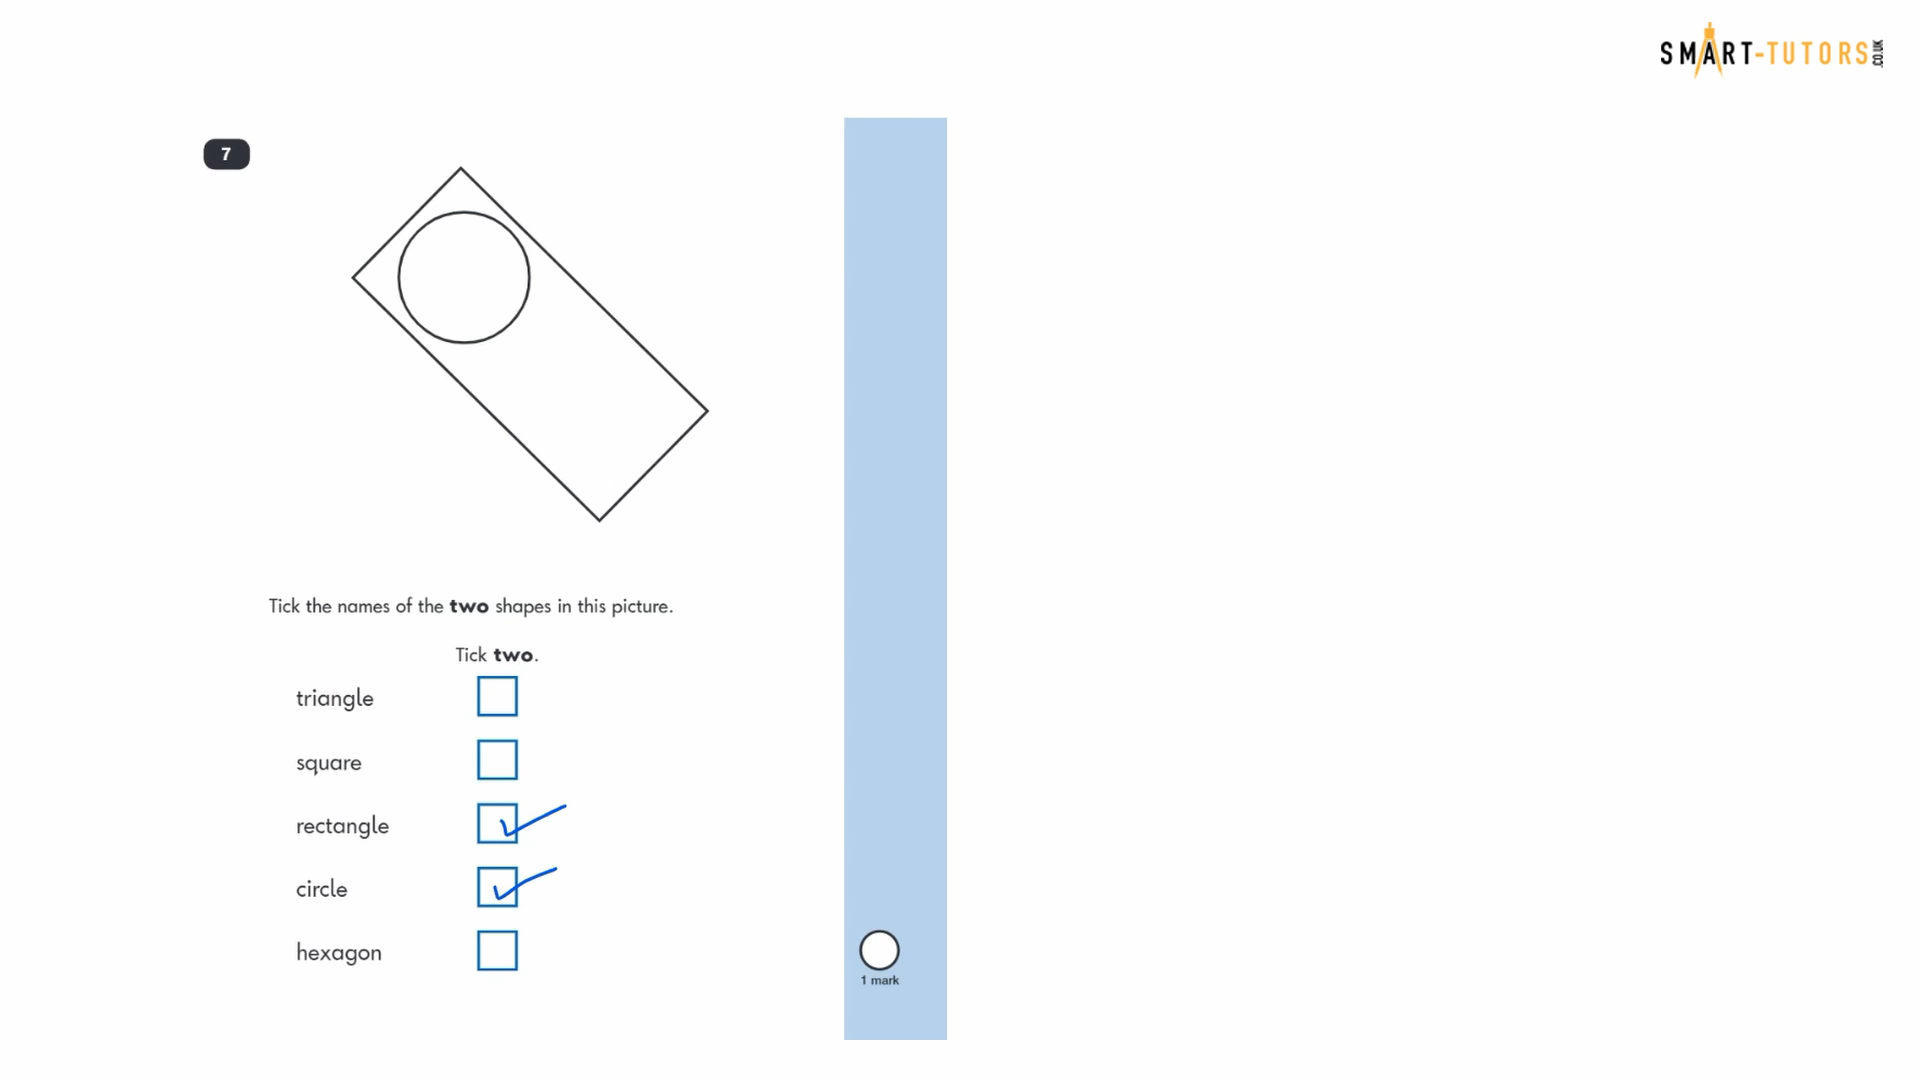 SMART-TUTORS.CO.UK
7
Tick the names of the two shapes in this picture.
Tick two.
triangle
square
rectangle
circle
hexagon
1 mark